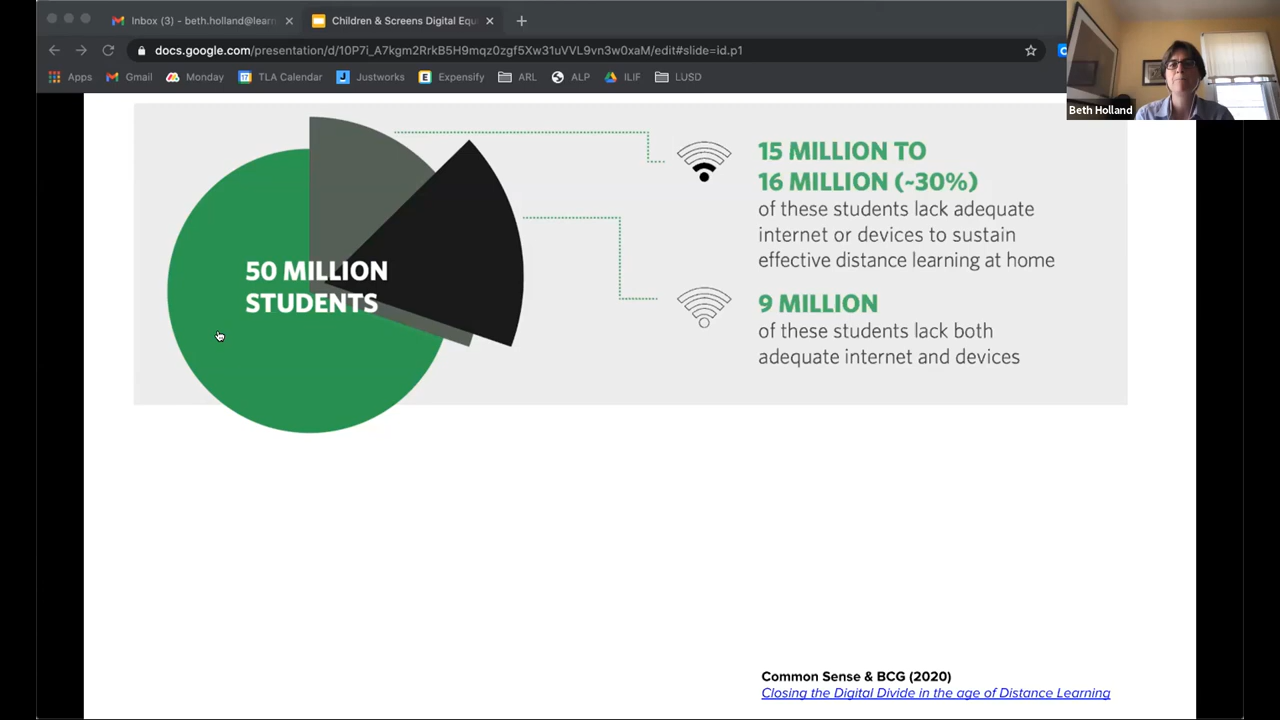 Inbox (3) - beth.holland@learn
Children & Screens Digital Equ
docs.google.com/presentation/d/10P7i_A7kgm2RrkB5H9mqz0zgf5Xw31uVVL9vn3w0xaM/edit#slide=id.p1
Apps
Gmail
Monday
17
TLA Calendar
Justworks
Expensify
ARL
ALP
ILIF
LUSD
Beth Holland
50 MILLION
STUDENTS
15 MILLION TO
16 MILLION (~30%)
of these students lack adequate
internet or devices to sustain
effective distance learning at home
9 MILLION
of these students lack both
adequate internet and devices
Common Sense & BCG (2020)
Closing the Digital Divide in the age of Distance Learning